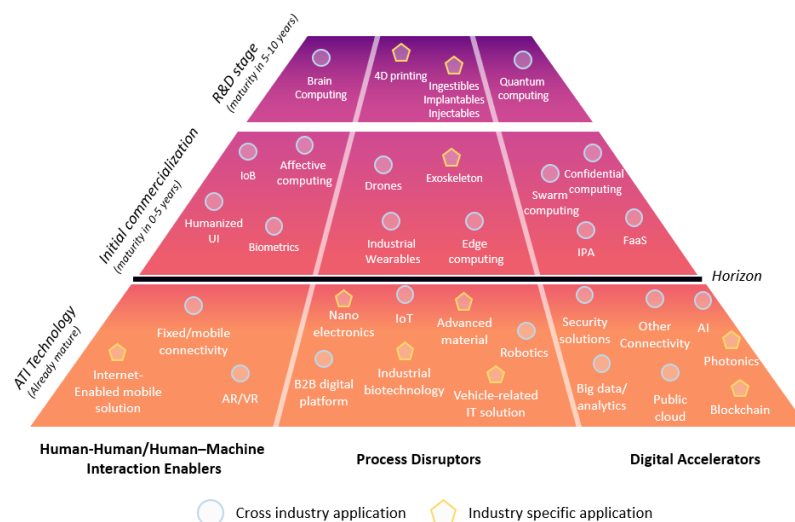 R&D stage
(maturity in 5-10 years)
Brain
Computing
4D printing
Ingestibles
Implantables
Injectables
Quantum
computing
Initial commercialization
(maturity in 0-5 years)
IoB
Affective
computing
Humanized
UI
Biometrics
Drones
Exoskeleton
Industrial
Wearables
Edge
computing
Confidential
computing
Swarm
computing
IPA
FaaS
Horizon
ATI Technology
(Already mature)
Fixed/mobile
connectivity
Internet-
Enabled mobile
solution
AR/VR
Nano
electronics
IoT
Advanced
material
Robotics
B2B digital
platform
Industrial
biotechnology
Vehicle-related
IT solution
Security
solutions
Other
Connectivity
AI
Photonics
Big data/
analytics
Public
cloud
Blockchain
Human-Human/Human–Machine
Interaction Enablers
Process Disruptors
Digital Accelerators
Cross industry application
Industry specific application